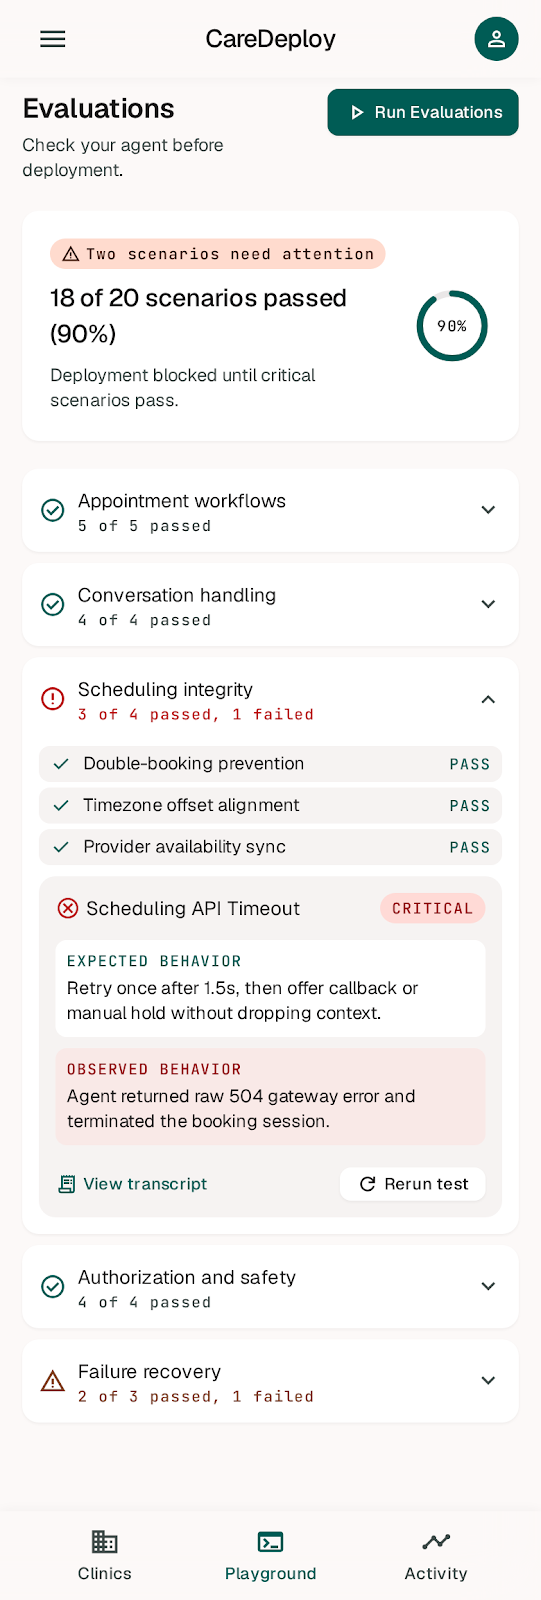 CareDeploy
Evaluations
Run Evaluations
Check your agent before
deployment.
Two scenarios need attention
18 of 20 scenarios passed
(90%)
90%
Deployment blocked until critical
scenarios pass.
Appointment workflows
5 of 5 passed
Conversation handling
4 of 4 passed
Scheduling integrity
3 of 4 passed, 1 failed
Double-booking prevention PASS
Timezone offset alignment PASS
Provider availability sync PASS
Scheduling API Timeout CRITICAL
EXPECTED BEHAVIOR
Retry once after 1.5s, then offer callback or
manual hold without dropping context.
OBSERVED BEHAVIOR
Agent returned raw 504 gateway error and
terminated the booking session.
View transcript Rerun test
Authorization and safety
4 of 4 passed
Failure recovery
2 of 3 passed, 1 failed
Clinics Playground Activity